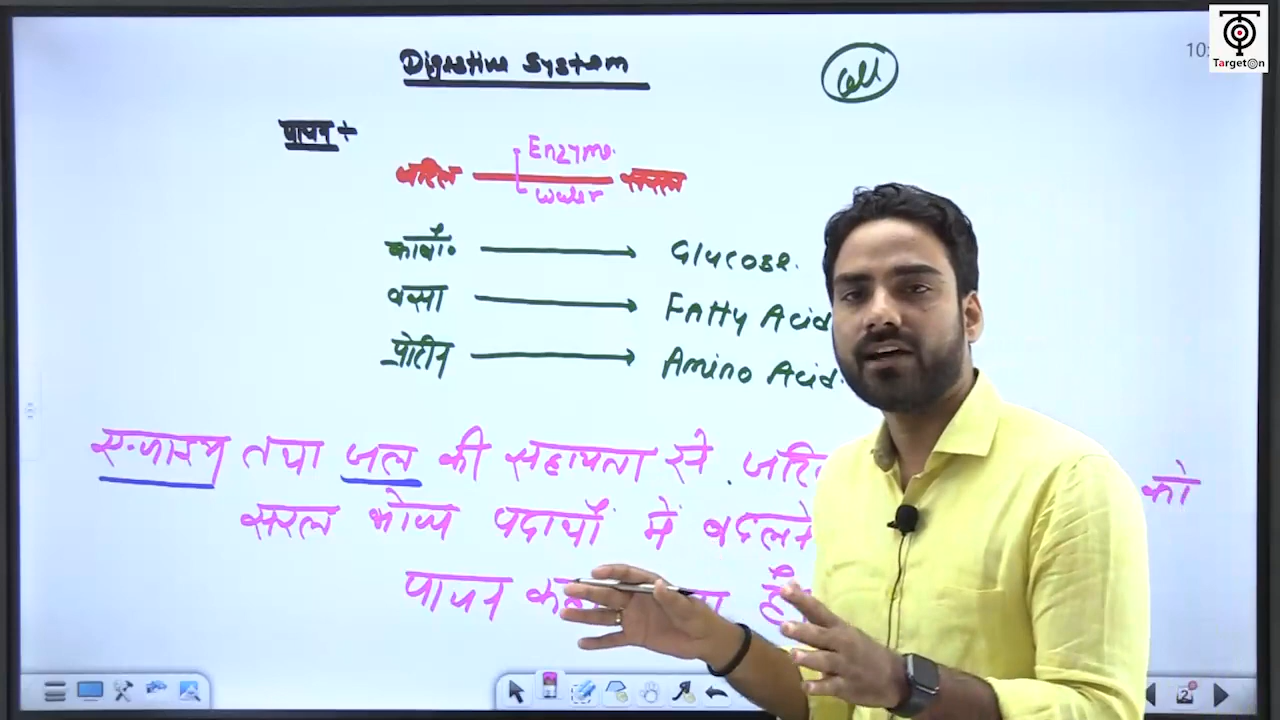 Digestive System
Cell
10:
Targeton
पाचन ÷
जटिल Enzyme. Water सरल
कार्बो० → Glucose.
वसा → Fatty Acid
प्रोटीन → Amino Acid.
एन्जाइम तथा जल की सहायता से जटि को
सरल भोज्य पदार्थों में बदलने
पाचन है